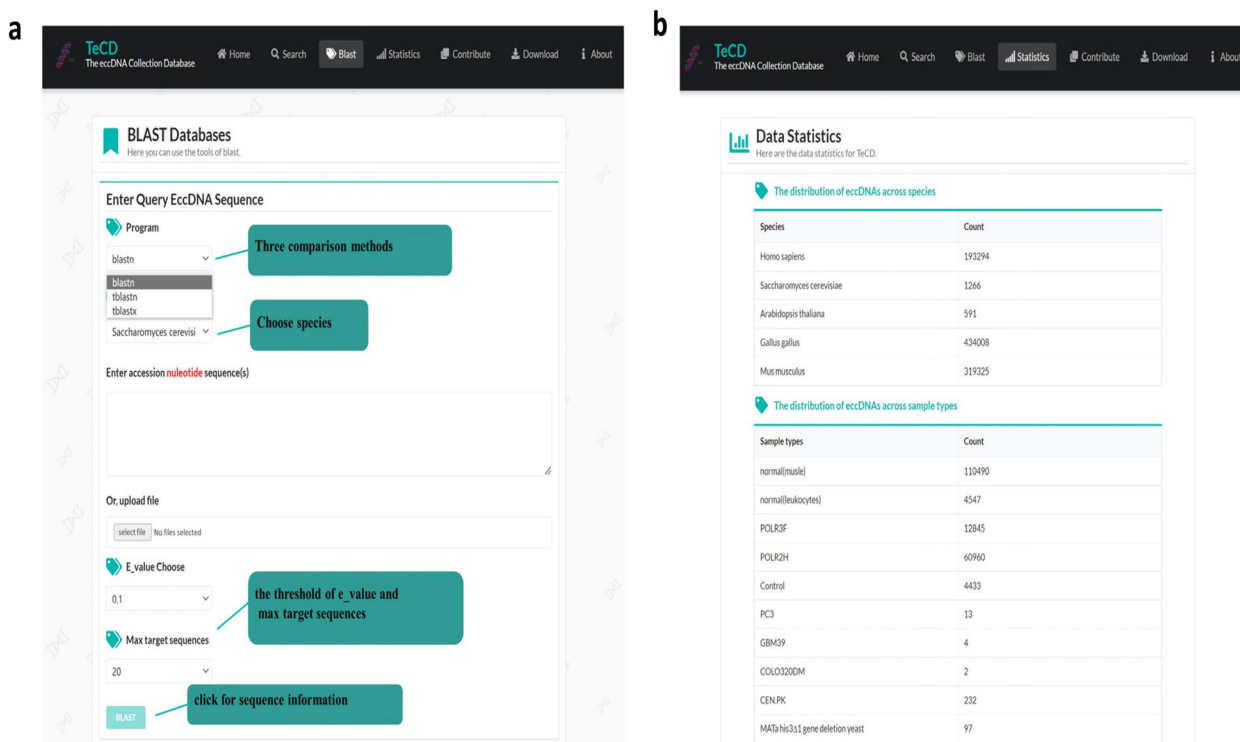 a
TeCD
The eccDNA Collection Database
Home
Search
Blast
Statistics
Contribute
Download
About
BLAST Databases
Here you can use the tools of blast.
Enter Query EccDNA Sequence
Program
blastn
blastn
tblastn
tblastx
Saccharomyces cerevisi
Three comparison methods
Choose species
Enter accession nuleotide sequence(s)
Or, upload file
select file No files selected
E_value Choose
0.1
the threshold of e_value and
max target sequences
Max target sequences
20
click for sequence information
BLAST
b
TeCD
The eccDNA Collection Database
Home
Search
Blast
Statistics
Contribute
Download
About
Data Statistics
Here are the data statistics for TeCD.
The distribution of eccDNAs across species
Species Count
Homo sapiens 193294
Saccharomyces cerevisiae 1266
Arabidopsis thaliana 591
Gallus gallus 434008
Mus musculus 319325
The distribution of eccDNAs across sample types
Sample types Count
normal(musle) 110490
normal(leukocytes) 4547
POLR3F 12845
POLR2H 60960
Control 4433
PC3 13
GBM39 4
COLO320DM 2
CEN.PK 232
MATa his3Δ1 gene deletion yeast 97